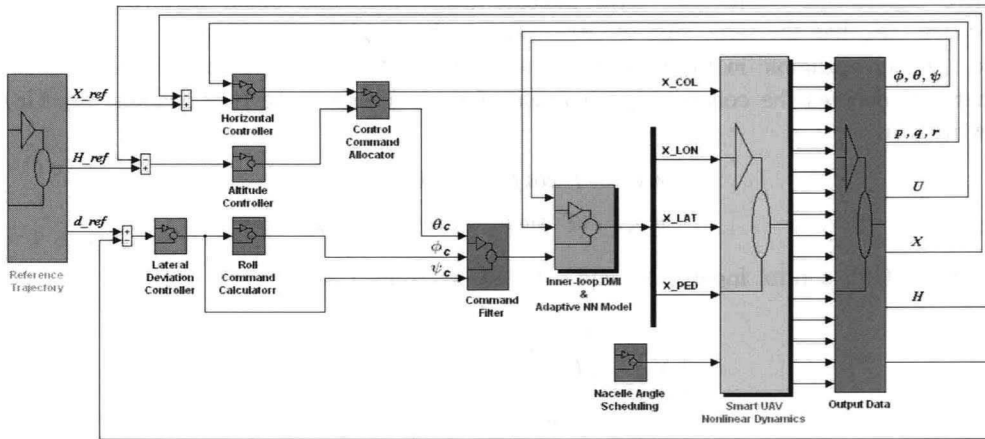 X_ref
H_ref
d_ref
Reference
Trajectory
Horizontal
Controller
Altitude
Controller
Lateral
Deviation
Controller
Roll
Command
Calculatorr
Control
Command
Allocator
θc
ϕc
ψc
Command
Filter
Inner-loop DMI
&
Adaptive NN Model
Nacelle Angle
Scheduling
X_COL
X_LON
X_LAT
X_PED
Smart UAV
Nonlinear Dynamics
Output Data
ϕ, θ, ψ
p, q, r
U
X
H